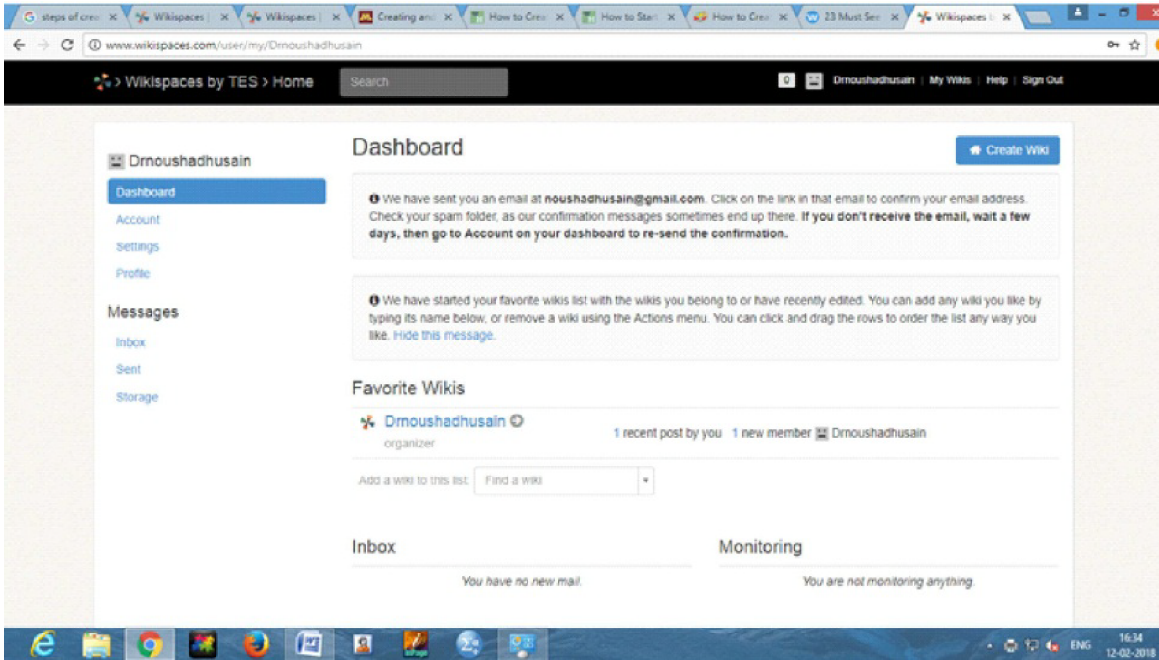 steps of crea
Wikispaces |
Wikispaces |
Creating and
How to Crea
How to Start
How to Crea
23 Must See
Wikispaces b
www.wikispaces.com/user/my/Drnoushadhusain
> Wikispaces by TES > Home
Search
0 Drnoushadhusain | My Wikis | Help | Sign Out
Drnoushadhusain
Dashboard
Account
Settings
Profile
Messages
Inbox
Sent
Storage
Dashboard
Create Wiki
We have sent you an email at noushadhusain@gmail.com. Click on the link in that email to confirm your email address.
Check your spam folder, as our confirmation messages sometimes end up there. If you don't receive the email, wait a few
days, then go to Account on your dashboard to re-send the confirmation.
We have started your favorite wikis list with the wikis you belong to or have recently edited. You can add any wiki you like by
typing its name below, or remove a wiki using the Actions menu. You can click and drag the rows to order the list any way you
like. Hide this message.
Favorite Wikis
Drnoushadhusain
organizer
1 recent post by you 1 new member Drnoushadhusain
Add a wiki to this list: Find a wiki
Inbox
You have no new mail.
Monitoring
You are not monitoring anything.
ENG
16:34
12-02-2018